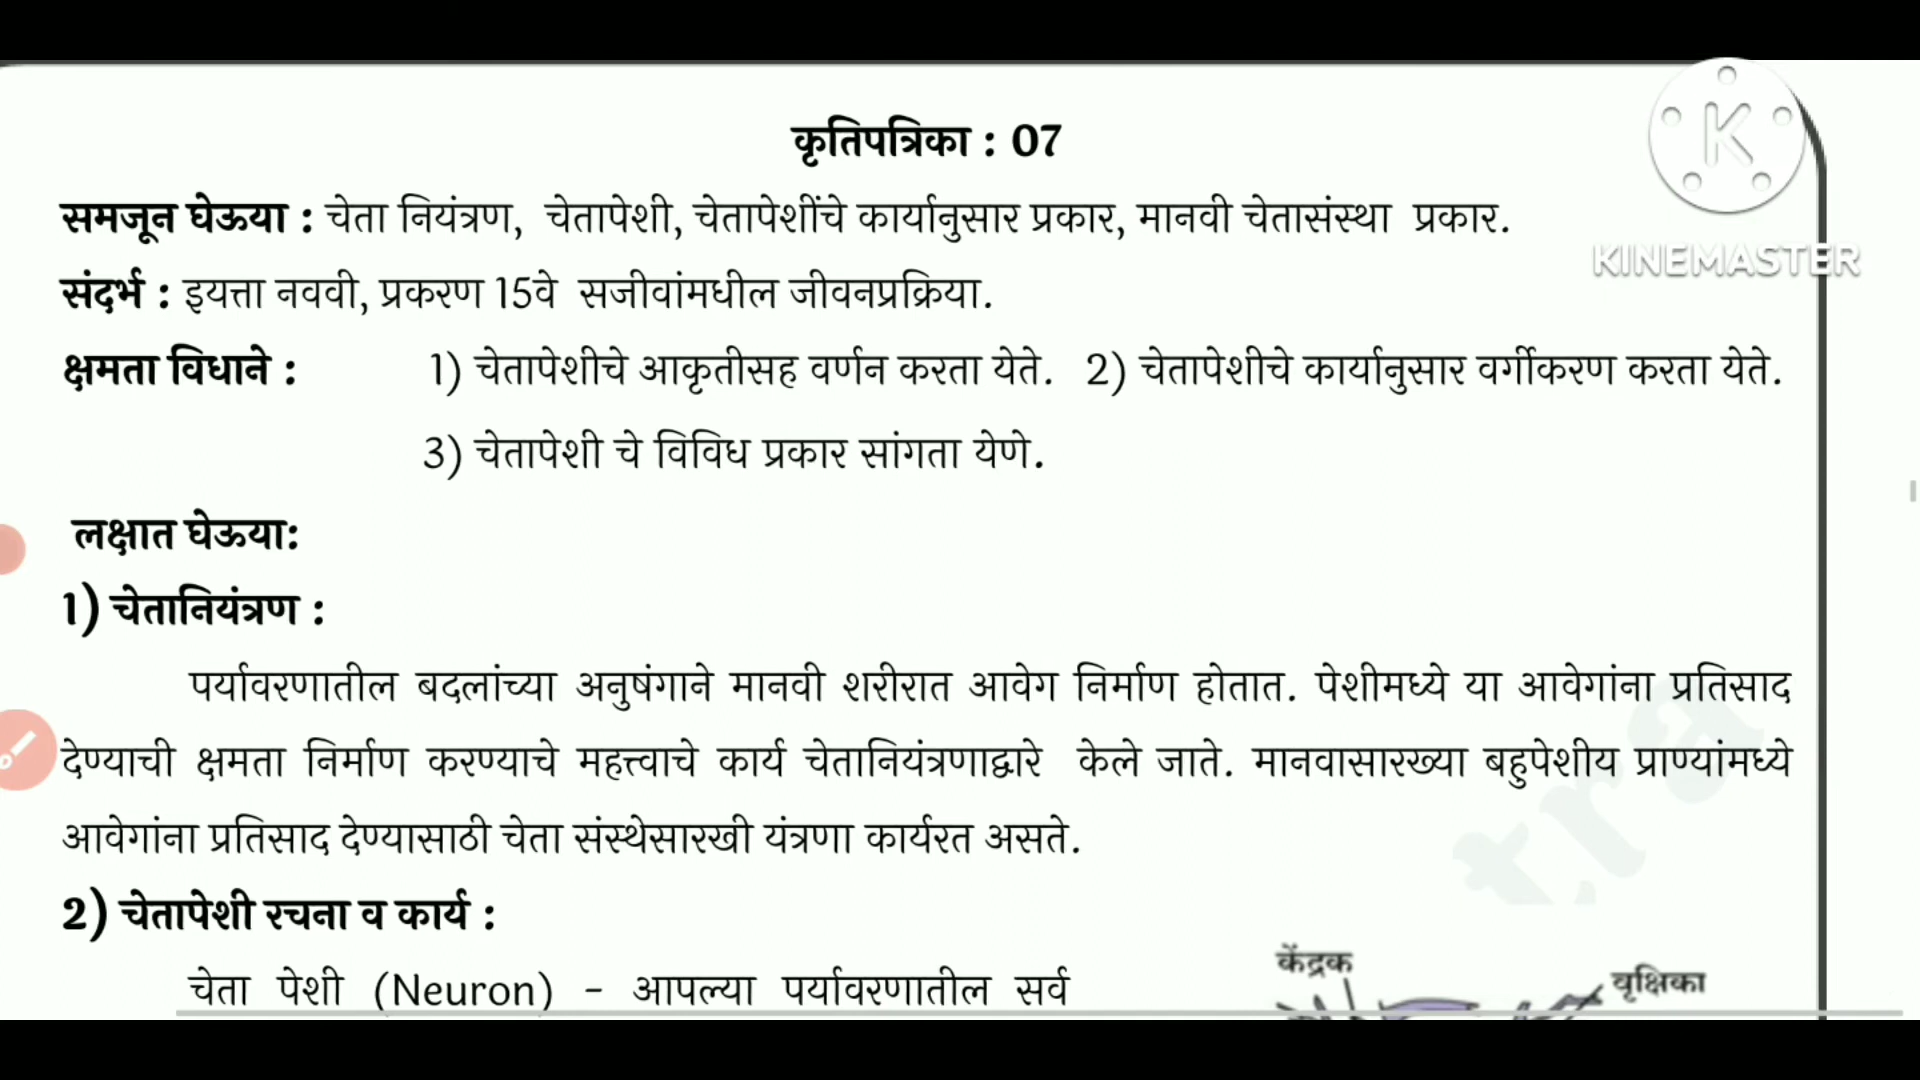 कृतिपत्रिका : 07
समजून घेऊया : चेता नियंत्रण, चेतापेशी, चेतापेशींचे कार्यानुसार प्रकार, मानवी चेतासंस्था प्रकार.
KINEMASTER
संदर्भ : इयत्ता नववी, प्रकरण 15वे सजीवांमधील जीवनप्रक्रिया.
क्षमता विधाने : 1) चेतापेशीचे आकृतीसह वर्णन करता येते. 2) चेतापेशीचे कार्यानुसार वर्गीकरण करता येते.
3) चेतापेशी चे विविध प्रकार सांगता येणे.
लक्षात घेऊया:
1) चेतानियंत्रण :
पर्यावरणातील बदलांच्या अनुषंगाने मानवी शरीरात आवेग निर्माण होतात. पेशीमध्ये या आवेगांना प्रतिसाद
देण्याची क्षमता निर्माण करण्याचे महत्त्वाचे कार्य चेतानियंत्रणाद्वारे केले जाते. मानवासारख्या बहुपेशीय प्राण्यांमध्ये
आवेगांना प्रतिसाद देण्यासाठी चेता संस्थेसारखी यंत्रणा कार्यरत असते.
2) चेतापेशी रचना व कार्य :
चेता पेशी (Neuron) - आपल्या पर्यावरणातील सर्व
केंद्रक
वृक्षिका